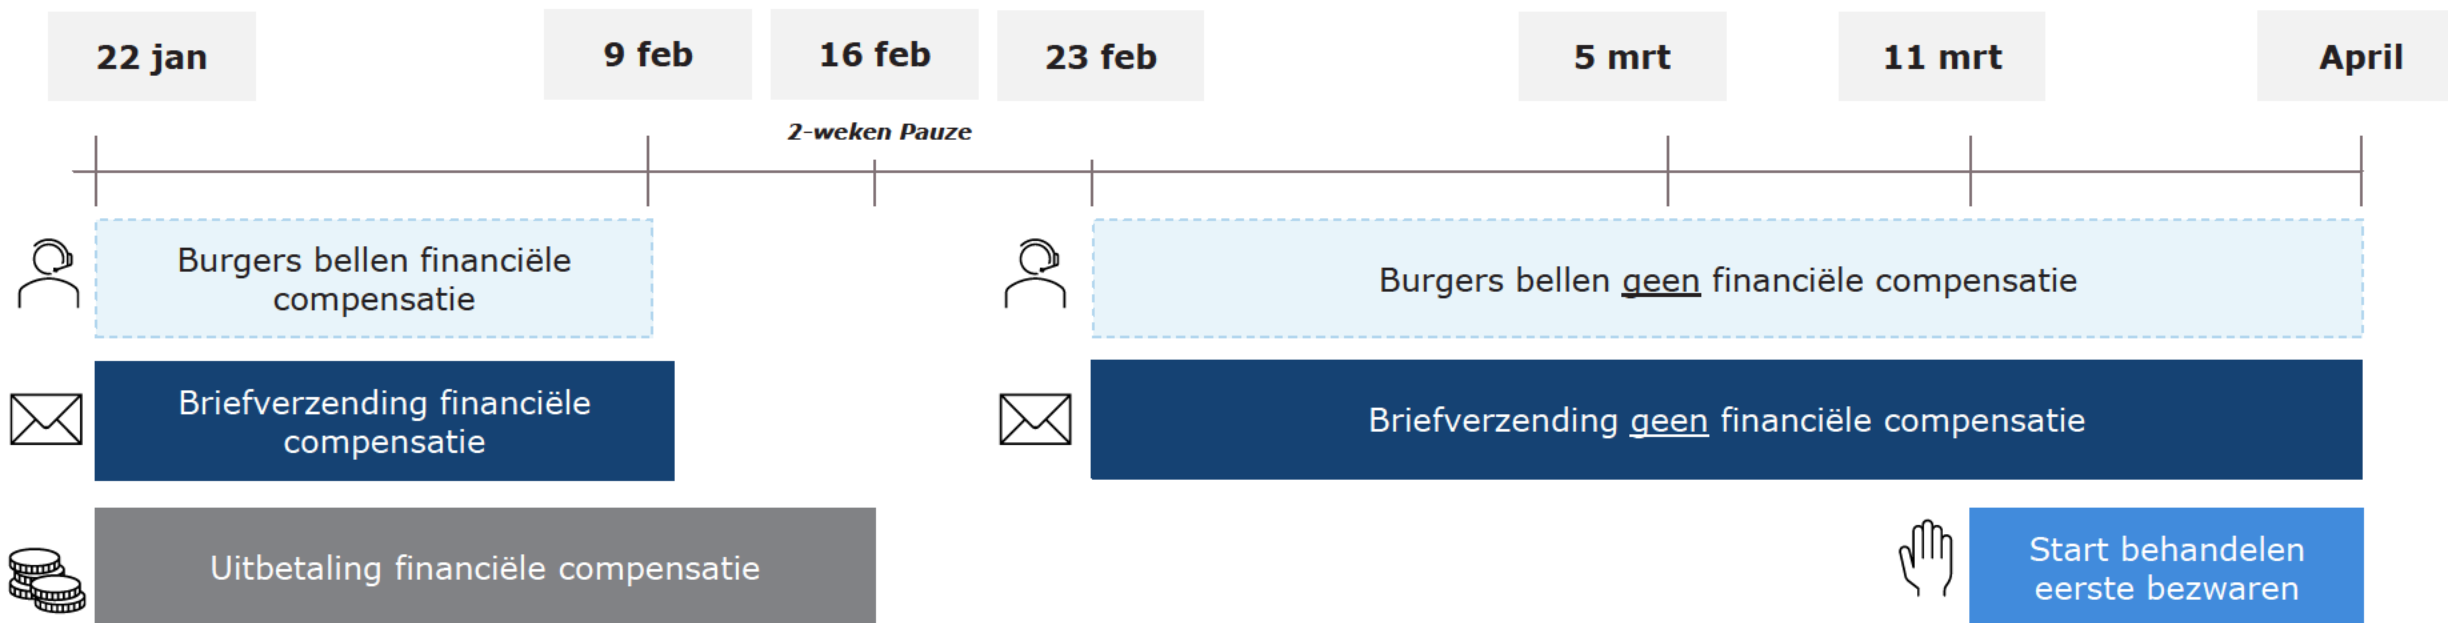 22 jan
9 feb
16 feb
23 feb
5 mrt
11 mrt
April
2-weken Pauze
Burgers bellen financiële
compensatie
Burgers bellen geen financiële compensatie
Briefverzending financiële
compensatie
Briefverzending geen financiële compensatie
Uitbetaling financiële compensatie
Start behandelen
eerste bezwaren